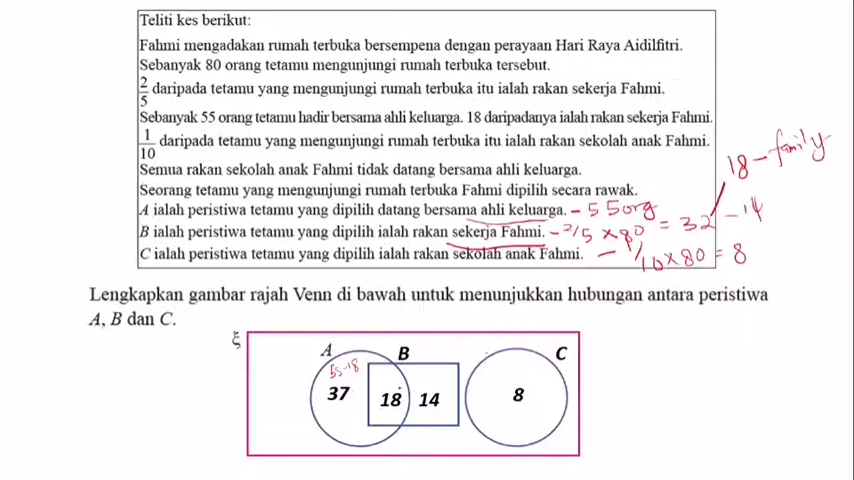 Teliti kes berikut:
Fahmi mengadakan rumah terbuka bersempena dengan perayaan Hari Raya Aidilfitri.
Sebanyak 80 orang tetamu mengunjungi rumah terbuka tersebut.
2/5 daripada tetamu yang mengunjungi rumah terbuka itu ialah rakan sekerja Fahmi.
Sebanyak 55 orang tetamu hadir bersama ahli keluarga. 18 daripadanya ialah rakan sekerja Fahmi.
1/10 daripada tetamu yang mengunjungi rumah terbuka itu ialah rakan sekolah anak Fahmi.
Semua rakan sekolah anak Fahmi tidak datang bersama ahli keluarga.
Seorang tetamu yang mengunjungi rumah terbuka Fahmi dipilih secara rawak.
A ialah peristiwa tetamu yang dipilih datang bersama ahli keluarga. – 55 org
B ialah peristiwa tetamu yang dipilih ialah rakan sekerja Fahmi. – 2/5 × 80 = 32
18 – family
– 14
C ialah peristiwa tetamu yang dipilih ialah rakan sekolah anak Fahmi. – 1/10 × 80 = 8
Lengkapkan gambar rajah Venn di bawah untuk menunjukkan hubungan antara peristiwa
A, B dan C.
ξ
A B C
55-18
37 18 14 8